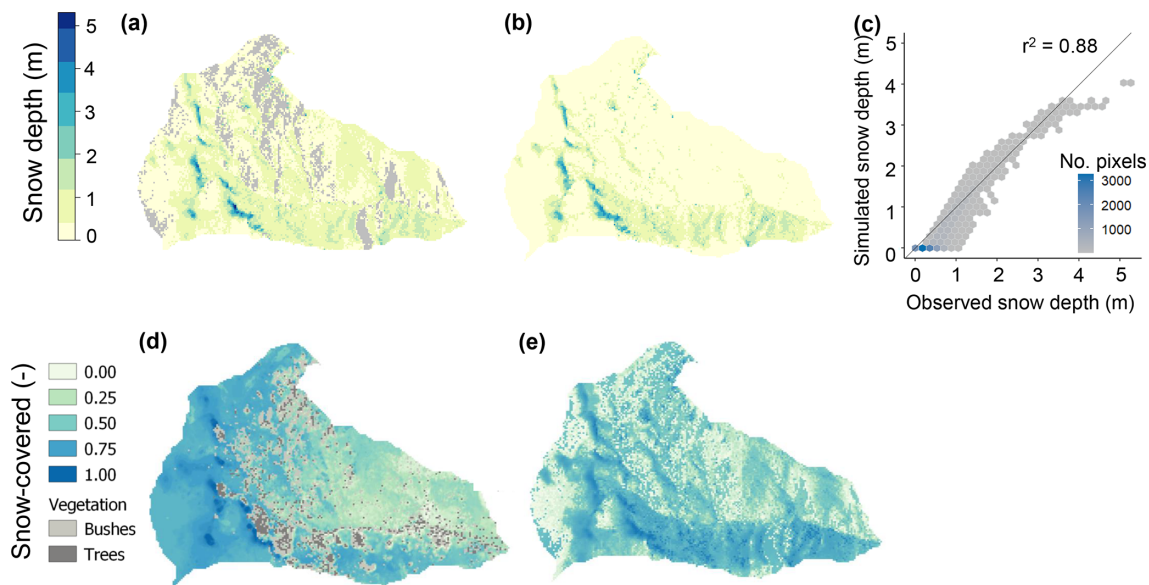 Snow depth (m)
5
4
3
2
1
0
(a)
(b)
(c)
r² = 0.88
Simulated snow depth (m)
5
4
3
2
1
0
No. pixels
3000
2000
1000
0
1
2
3
4
5
Observed snow depth (m)
Snow-covered (-)
0.00
0.25
0.50
0.75
1.00
Vegetation
Bushes
Trees
(d)
(e)